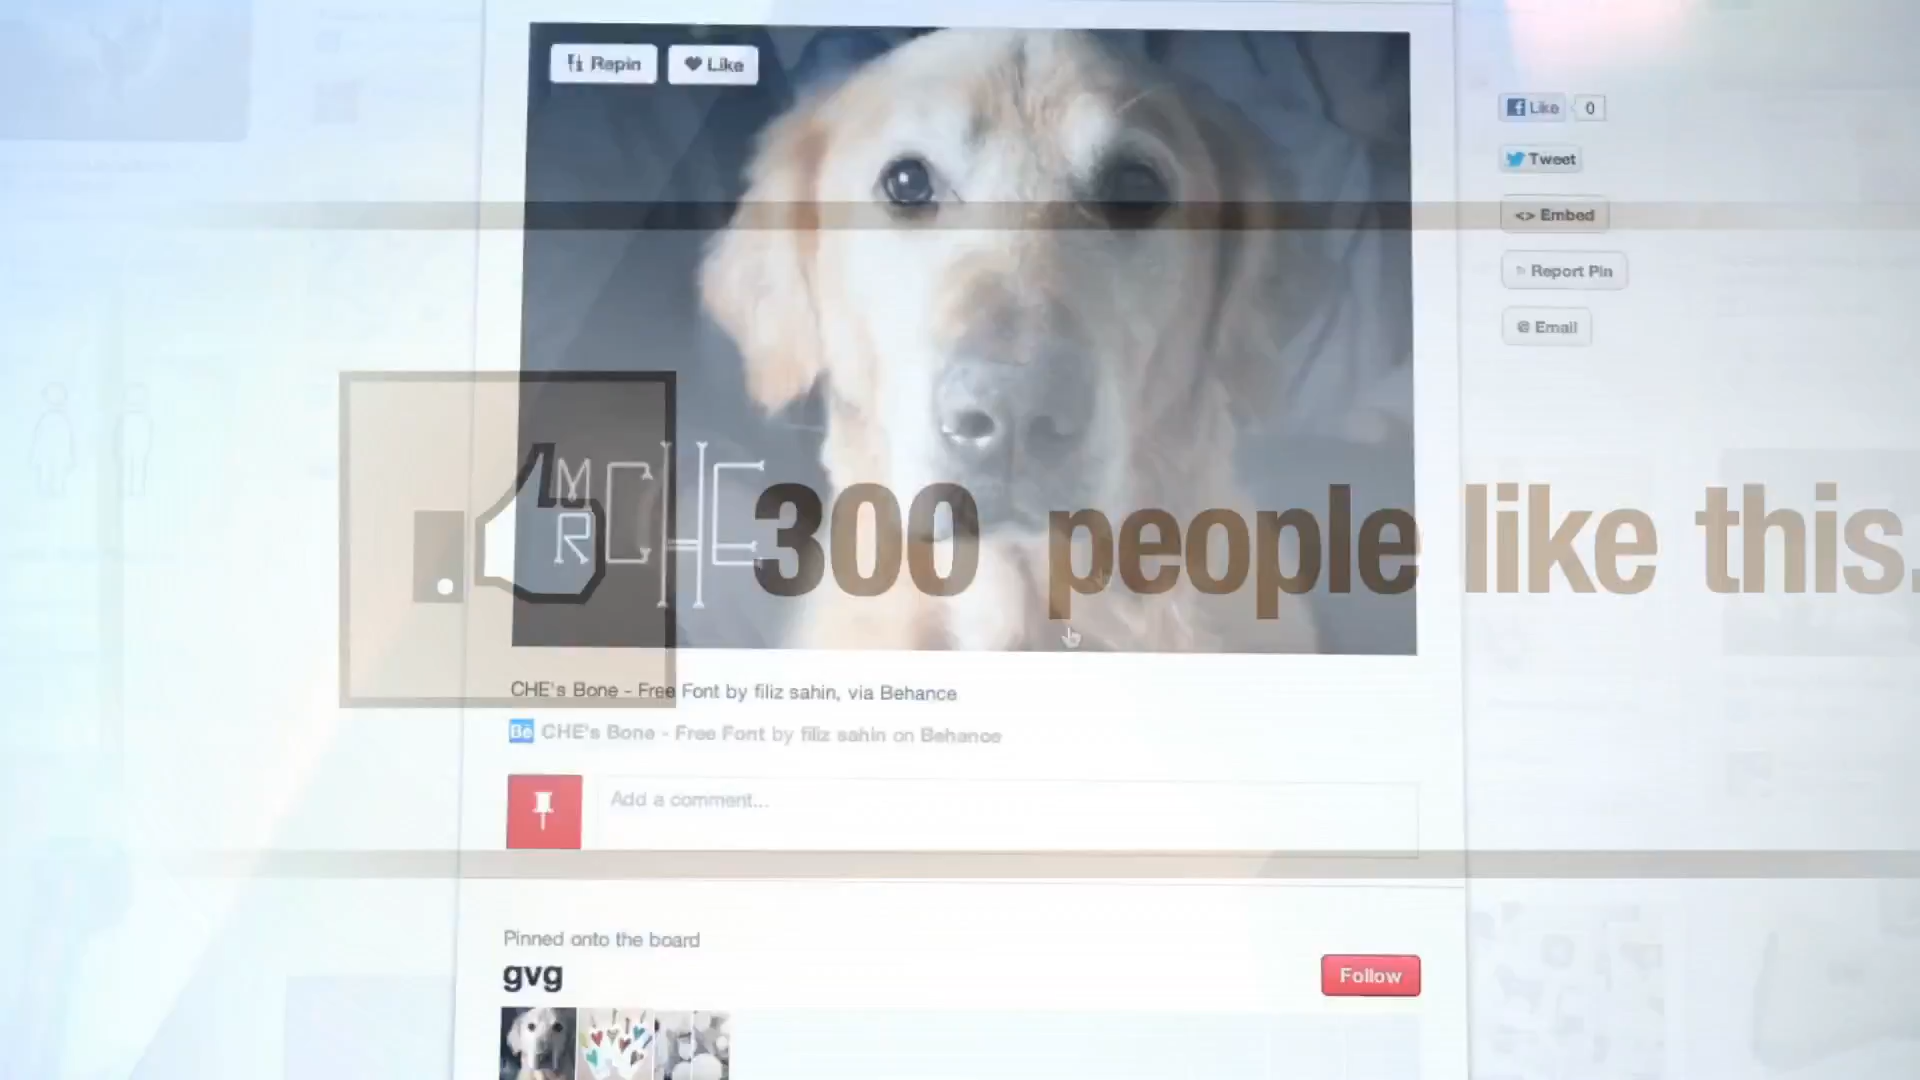 Repin
Like
Like 0
Tweet
<> Embed
Report Pin
@ Email
MR CHE
300 people like this.
CHE's Bone - Free Font by filiz sahin, via Behance
Bē CHE's Bone - Free Font by filiz sahin on Behance
Add a comment...
Pinned onto the board
gvg
Follow